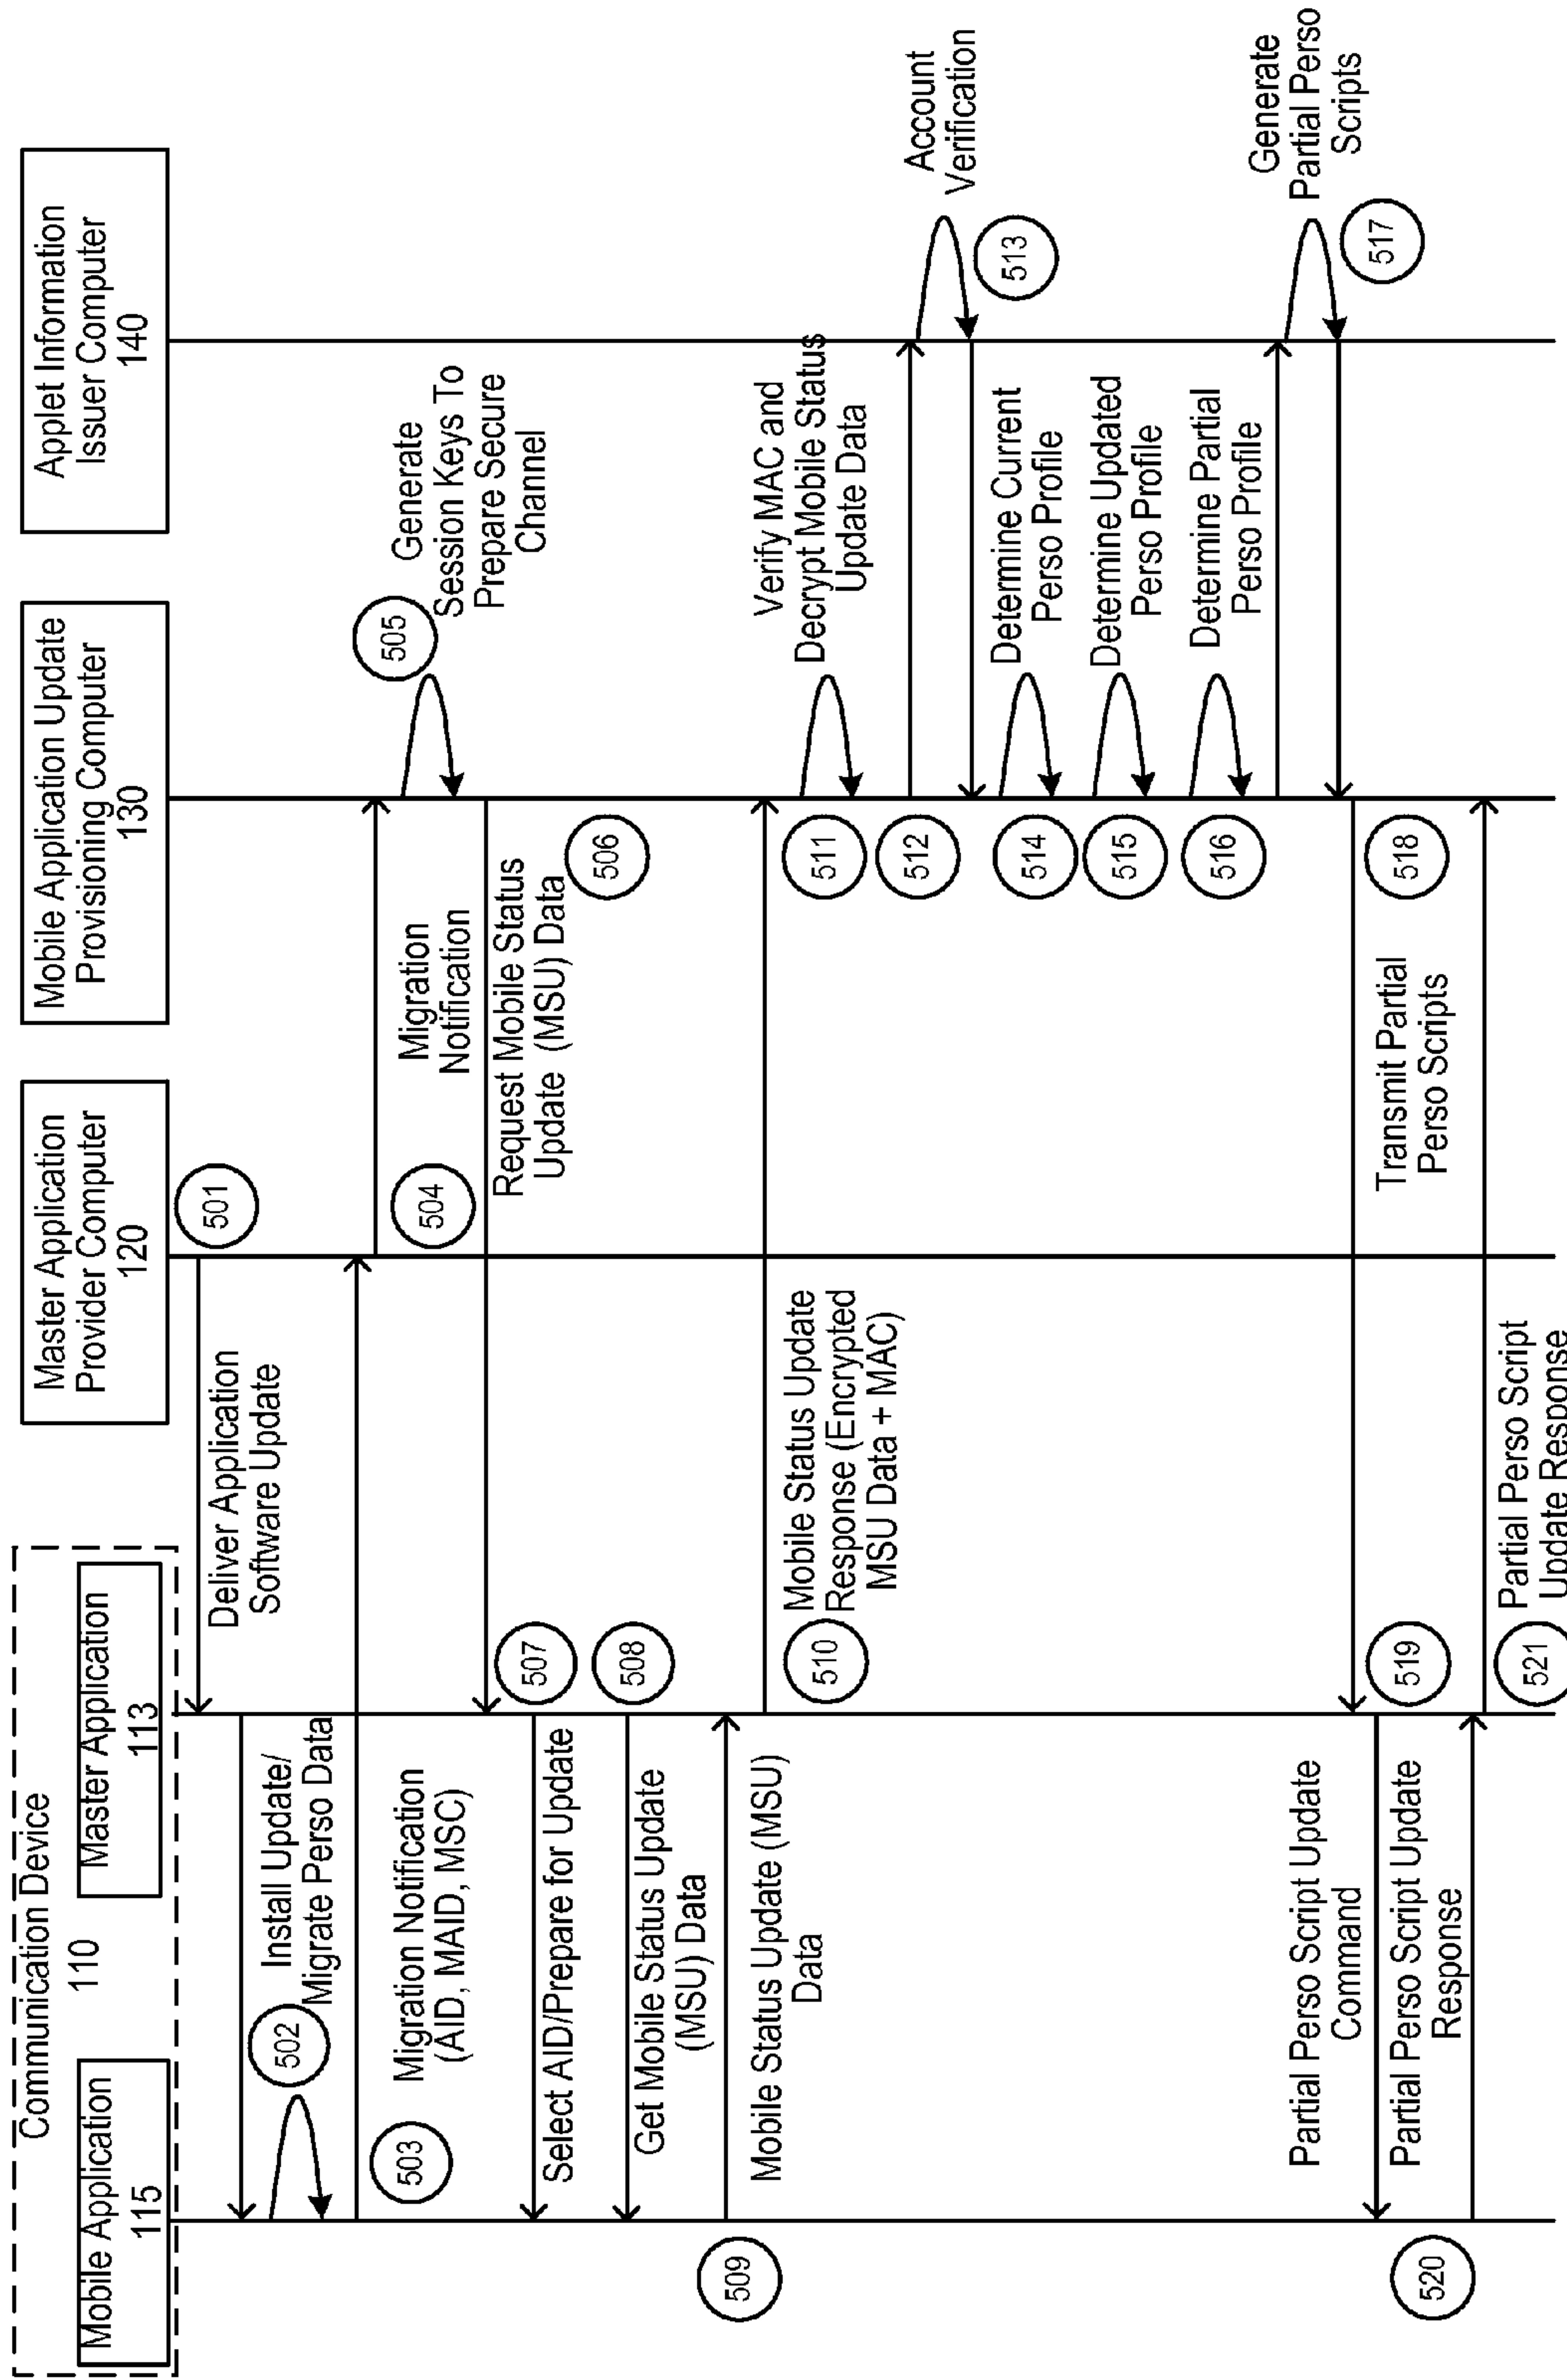 Communication Device
110
Mobile Application
115
Master Application
113
Master Application
Provider Computer
120
Mobile Application Update
Provisioning Computer
130
Applet Information
Issuer Computer
140
501
Deliver Application
Software Update
Install Update/
Migrate Perso Data
502
503
Migration Notification
(AID, MAID, MSC)
504
Migration
Notification
505
Generate
Session Keys To
Prepare Secure
Channel
Request Mobile Status
Update (MSU) Data
506
507
Select AID/Prepare for Update
508
Get Mobile Status Update
(MSU) Data
509
Mobile Status Update (MSU)
Data
510
Mobile Status Update
Response (Encrypted
MSU Data + MAC)
511
Verify MAC and
Decrypt Mobile Status
Update Data
512
513
Account
Verification
514
Determine Current
Perso Profile
515
Determine Updated
Perso Profile
516
Determine Partial
Perso Profile
517
Generate
Partial Perso
Scripts
518
Transmit Partial
Perso Scripts
519
Partial Perso Script Update
Command
520
Partial Perso Script Update
Response
521
Partial Perso Script
Update Response